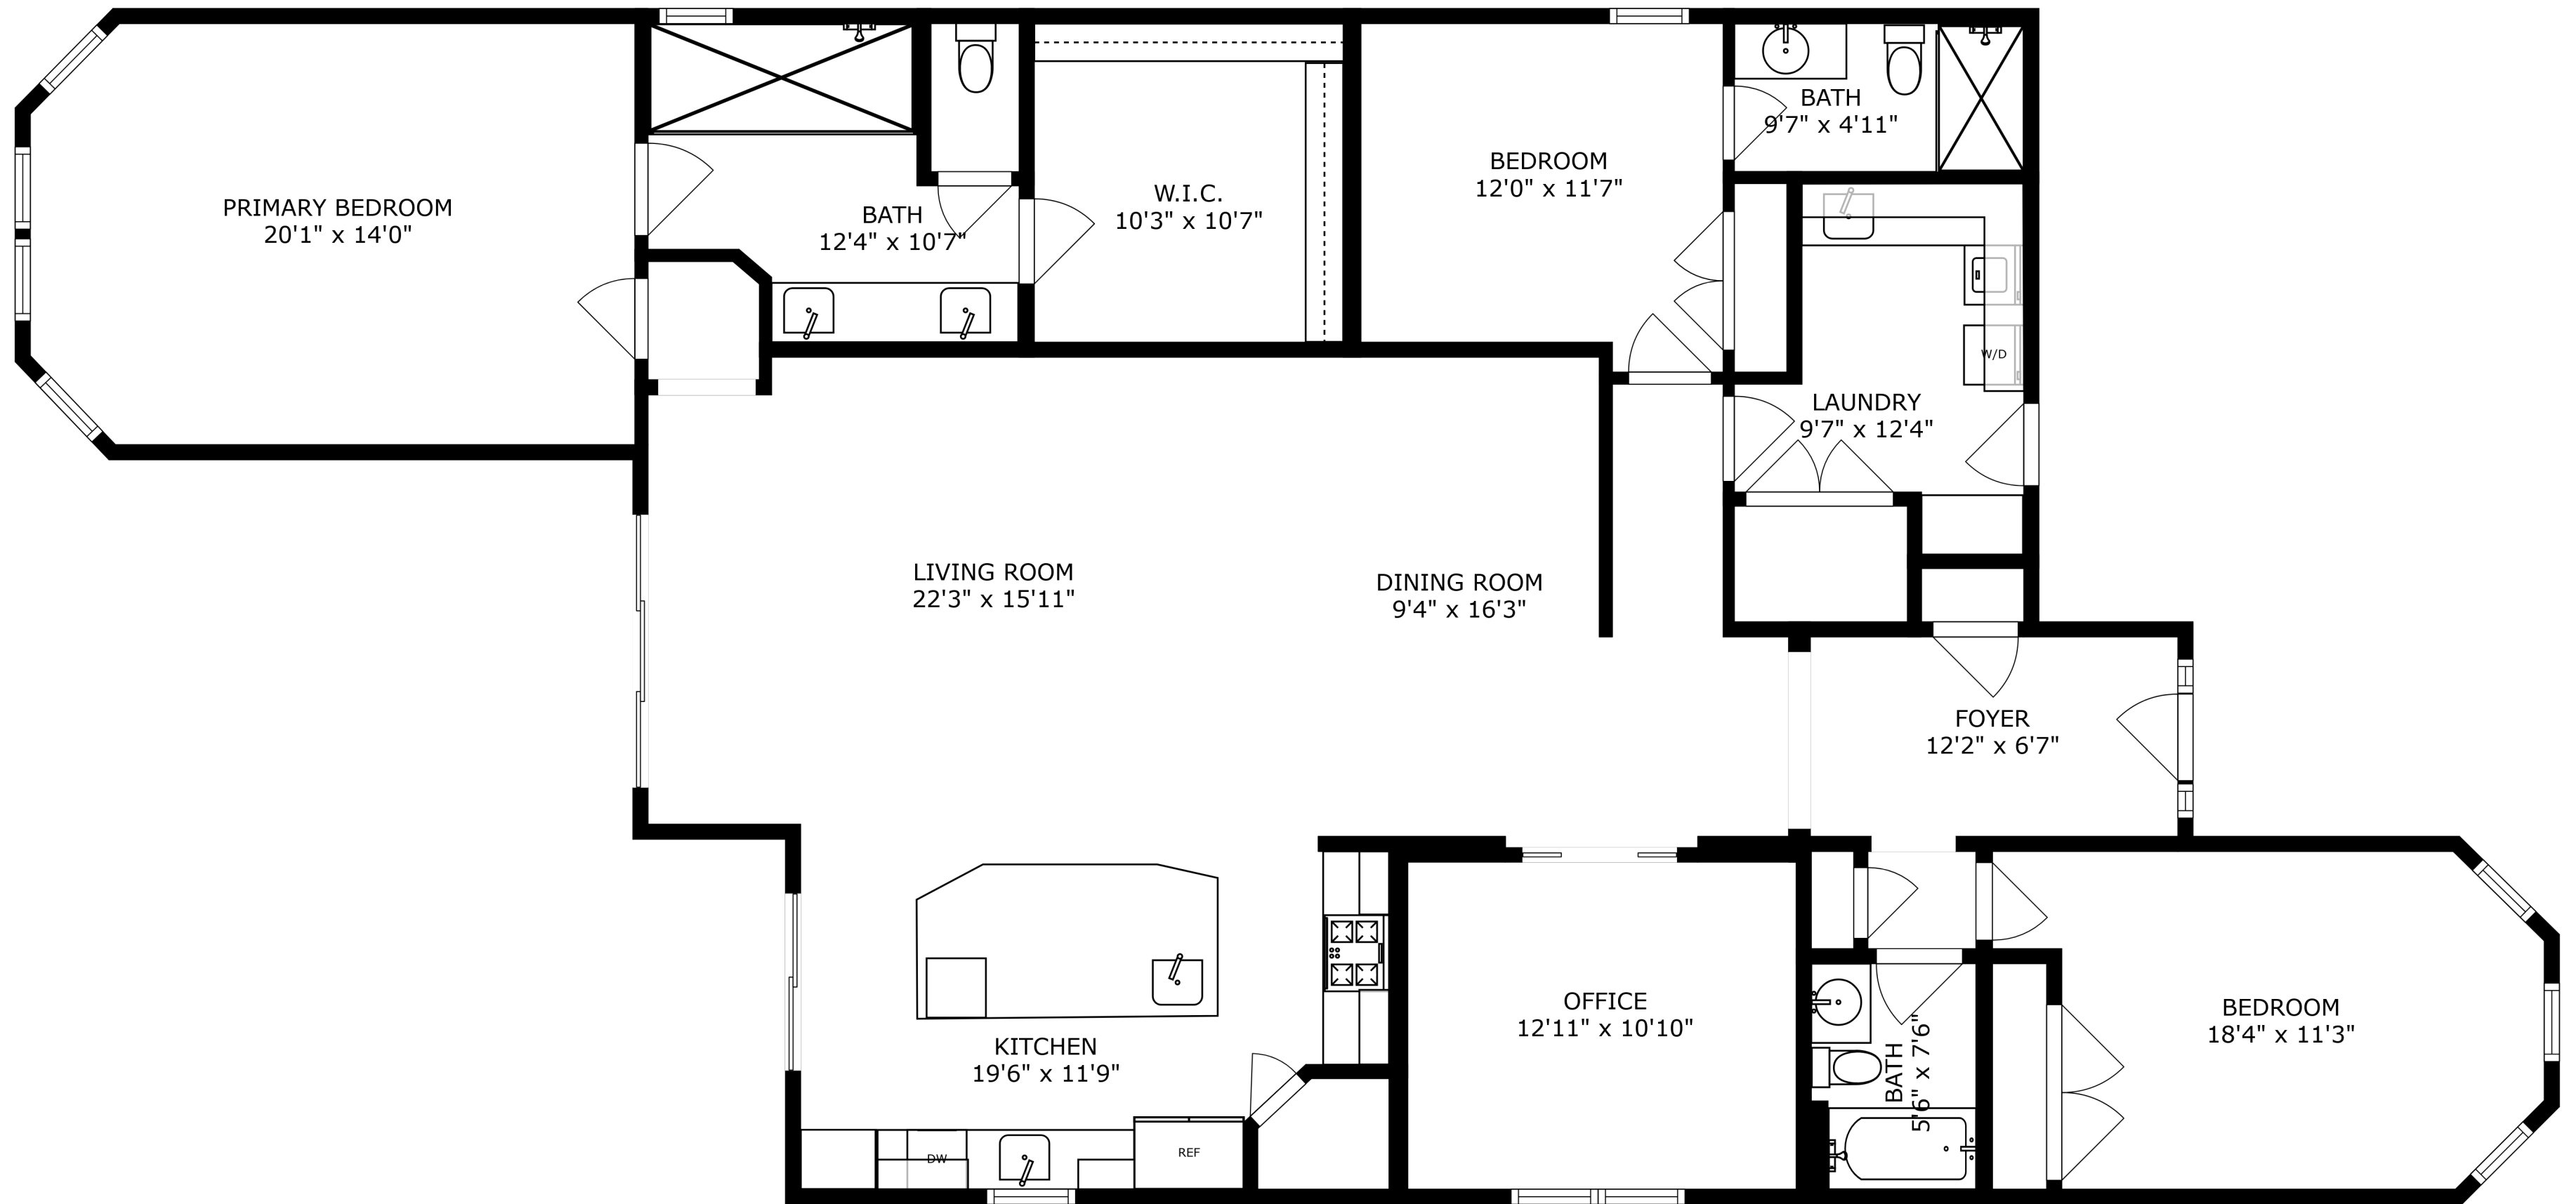 PRIMARY BEDROOM
20'1" x 14'0"
BATH
12'4" x 10'7"
W.I.C.
10'3" x 10'7"
BEDROOM
12'0" x 11'7"
BATH
9'7" x 4'11"
W/D
LAUNDRY
9'7" x 12'4"
LIVING ROOM
22'3" x 15'11"
DINING ROOM
9'4" x 16'3"
FOYER
12'2" x 6'7"
KITCHEN
19'6" x 11'9"
DW
REF
OFFICE
12'11" x 10'10"
BATH
5'6" x 7'6"
BEDROOM
18'4" x 11'3"